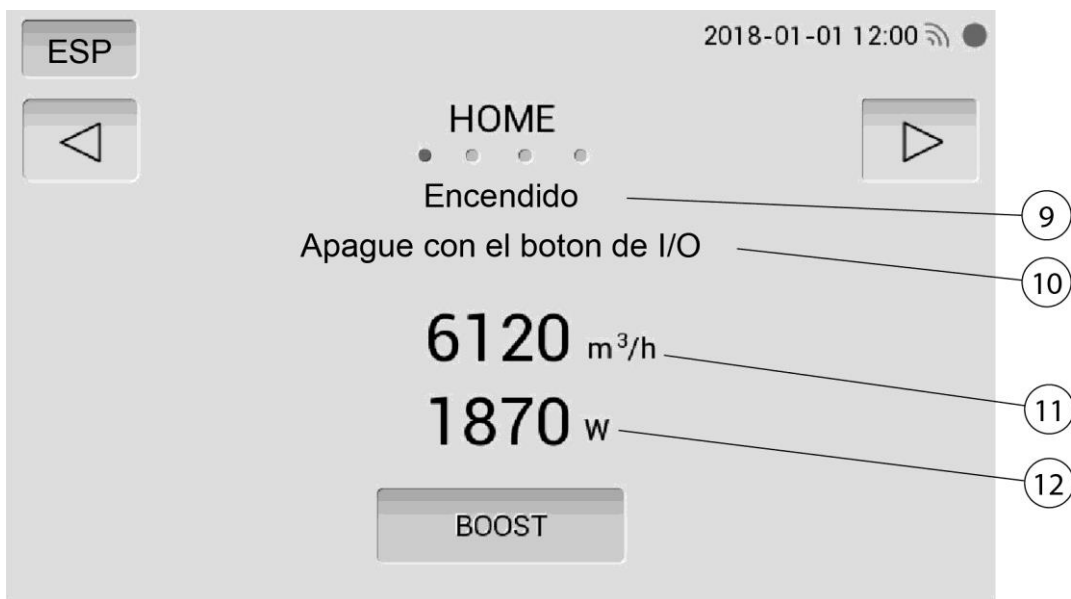 ESP
2018-01-01 12:00
HOME
Encendido
9
Apague con el boton de I/O
10
6120 m³/h
11
1870 W
12
BOOST